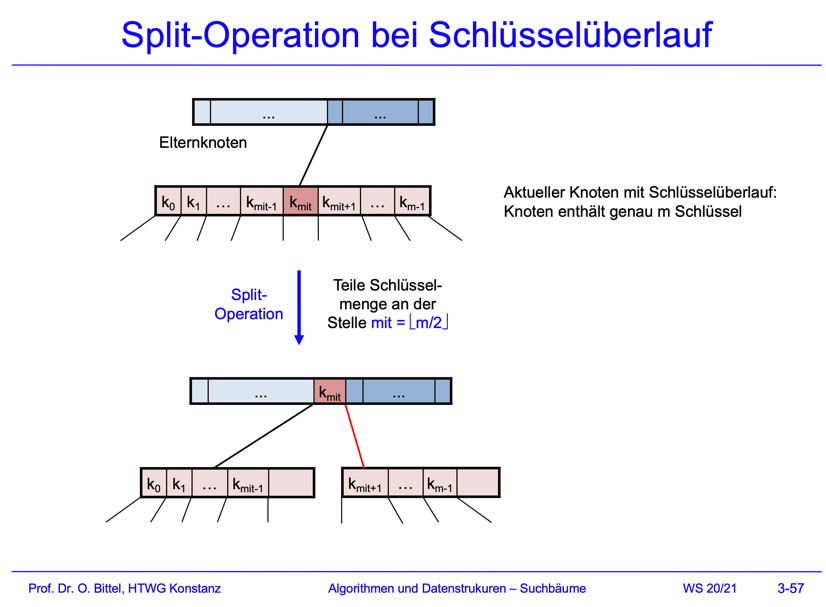 Split-Operation bei Schlüsselüberlauf
... ...
Elternknoten
k0 k1 ... kmit-1 kmit kmit+1 ... km-1
Aktueller Knoten mit Schlüsselüberlauf:
Knoten enthält genau m Schlüssel
Split-
Operation
Teile Schlüssel-
menge an der
Stelle mit = ⌊m/2⌋
... kmit ...
k0 k1 ... kmit-1
kmit+1 ... km-1
Prof. Dr. O. Bittel, HTWG Konstanz
Algorithmen und Datenstrukuren – Suchbäume
WS 20/21
3-57